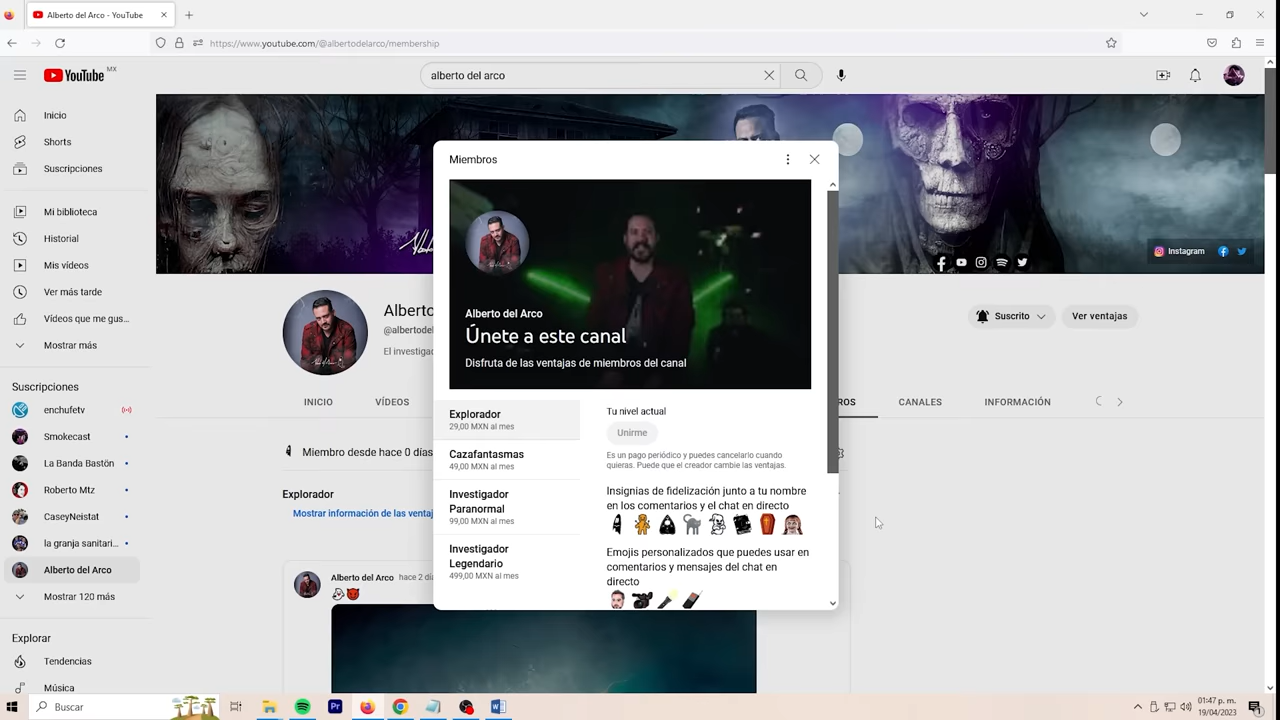 Alberto del Arco - YouTube
https://www.youtube.com/@albertodelarco/membership
YouTube MX
alberto del arco
Inicio
Shorts
Suscripciones
Mi biblioteca
Historial
Mis vídeos
Ver más tarde
Vídeos que me gus...
Mostrar más
Suscripciones
enchufetv
Smokecast
La Banda Bastón
Roberto Mtz
CaseyNeistat
la granja sanitari...
Alberto del Arco
Mostrar 120 más
Explorar
Tendencias
Música
Instagram
Alberto
@albertodel
El investigad
Suscrito
Ver ventajas
INICIO
VÍDEOS
ROS
CANALES
INFORMACIÓN
Miembro desde hace 0 días
Explorador
Mostrar información de las ventaj
Alberto del Arco hace 2 día
Miembros
Alberto del Arco
Únete a este canal
Disfruta de las ventajas de miembros del canal
Explorador
29,00 MXN al mes
Cazafantasmas
49,00 MXN al mes
Investigador
Paranormal
99,00 MXN al mes
Investigador
Legendario
499,00 MXN al mes
Tu nivel actual
Unirme
Es un pago periódico y puedes cancelarlo cuando
quieras. Puede que el creador cambie las ventajas.
Insignias de fidelización junto a tu nombre
en los comentarios y el chat en directo
Emojis personalizados que puedes usar en
comentarios y mensajes del chat en
directo
Buscar
01:47 p. m.
19/04/2023